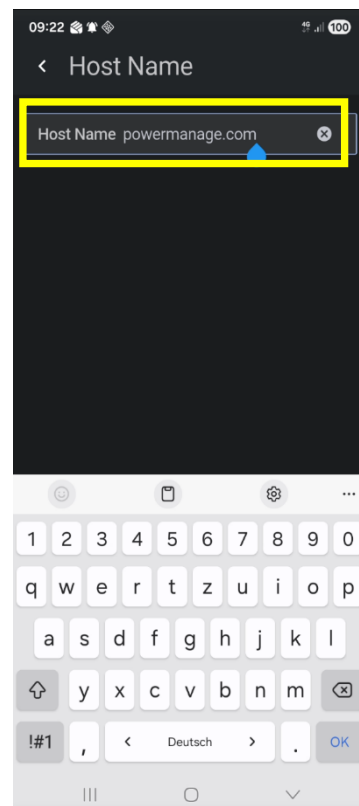 09:22 4G 100
Host Name
Host Name powermanage.com
1 2 3 4 5 6 7 8 9 0
q w e r t z u i o p
a s d f g h j k l
y x c v b n m
!#1 , Deutsch . OK